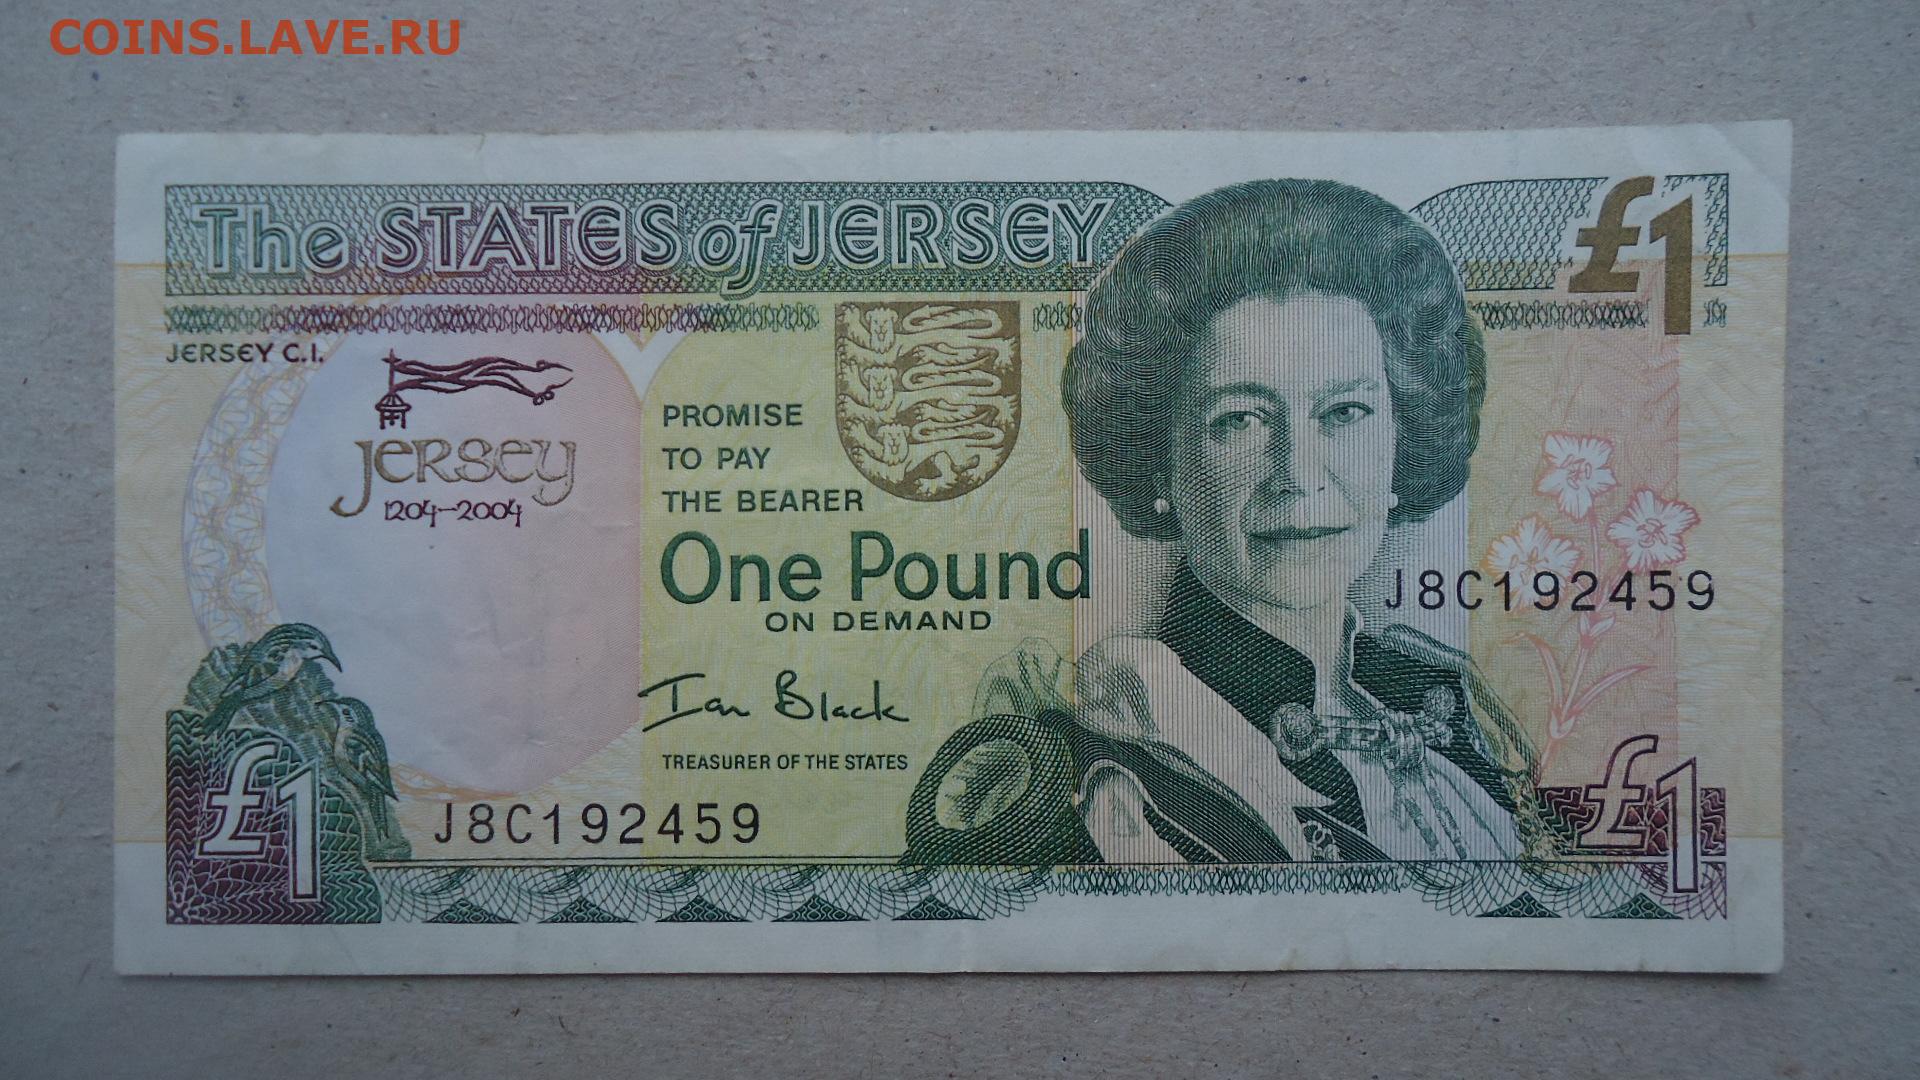 COINS.LAVE.RU
The STATES of JERSEY
£1
JERSEY C.I.
JERSEY
1204-2004
PROMISE
TO PAY
THE BEARER
One Pound
ON DEMAND
J8C192459
Ian Black
TREASURER OF THE STATES
£1
J8C192459
£1